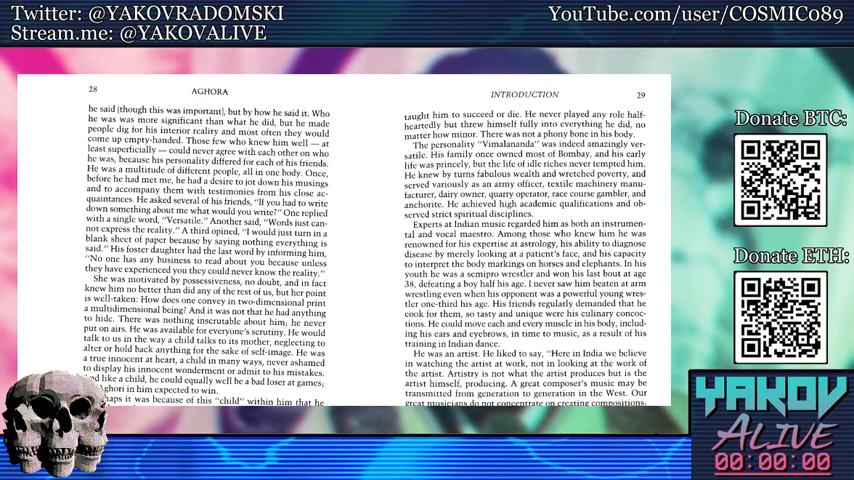 Twitter: @YAKOVRADOMSKI
Stream.me: @YAKOVALIVE
YouTube.com/user/COSMIC089
28
AGHORA
he said (though this was important), but by how he said it. Who
he was was more significant than what he did, but he made
people dig for his interior reality and most often they would
come up empty-handed. Those few who knew him well — at
least superficially — could never agree with each other on who
he was, because his personality differed for each of his friends.
He was a multitude of different people, all in one body. Once,
before he had met me, he had a desire to jot down his musings
and to accompany them with testimonies from his close ac-
quaintances. He asked several of his friends, "If you had to write
down something about me what would you write?" One replied
with a single word, "Versatile." Another said, "Words just can-
not express the reality." A third opined, "I would just turn in a
blank sheet of paper because by saying nothing everything is
said." His foster daughter had the last word by informing him,
"No one has any business to read about you because unless
they have experienced you they could never know the reality."
She was motivated by possessiveness, no doubt, and in fact
knew him no better than did any of the rest of us, but her point
is well-taken: How does one convey in two-dimensional print
a multidimensional being? And it was not that he had anything
to hide. There was nothing inscrutable about him; he never
put on airs. He was available for everyone's scrutiny. He would
talk to us in the way a child talks to its mother, neglecting to
alter or hold back anything for the sake of self-image. He was
a true innocent at heart, a child in many ways, never ashamed
to display his innocent wonderment or admit to his mistakes.
And like a child, he could equally well be a bad loser at games;
Aghori in him expected to win.
haps it was because of this "child" within him that he
INTRODUCTION
29
taught him to succeed or die. He never played any role half-
heartedly but threw himself fully into everything he did, no
matter how minor. There was not a phony bone in his body.
The personality "Vimalananda" was indeed amazingly ver-
satile. His family once owned most of Bombay, and his early
life was princely, but the life of idle riches never tempted him.
He knew by turns fabulous wealth and wretched poverty, and
served variously as an army officer, textile machinery manu-
facturer, dairy owner, quarry operator, race course gambler, and
anchorite. He achieved high academic qualifications and ob-
served strict spiritual disciplines.
Experts at Indian music regarded him as both an instrumen-
tal and vocal maestro. Among those who knew him he was
renowned for his expertise at astrology, his ability to diagnose
disease by merely looking at a patient's face, and his capacity
to interpret the body markings on horses and elephants. In his
youth he was a semipro wrestler and won his last bout at age
38, defeating a boy half his age. I never saw him beaten at arm
wrestling even when his opponent was a powerful young wres-
tler one-third his age. His friends regularly demanded that he
cook for them, so tasty and unique were his culinary concoc-
tions. He could move each and every muscle in his body, includ-
ing his ears and eyebrows, in time to music, as a result of his
training in Indian dance.
He was an artist. He liked to say, "Here in India we believe
in watching the artist at work, not in looking at the work of
the artist. Artistry is not what the artist produces but is the
artist himself, producing. A great composer's music may be
transmitted from generation to generation in the West. Our
great musicians do not concentrate on creating compositions;
Donate BTC:
Donate ETH:
YAKOV
ALIVE
00:00:00